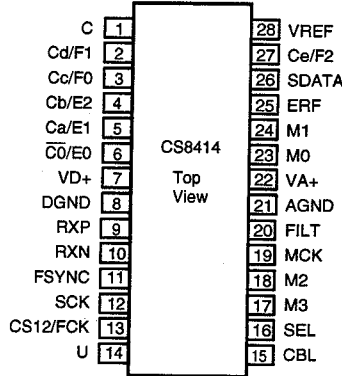 C 1 28 VREF
Cd/F1 2 27 Ce/F2
Cc/F0 3 26 SDATA
Cb/E2 4 25 ERF
Ca/E1 5 24 M1
C̅0̅/E0 6 CS8414 23 M0
VD+ 7 Top 22 VA+
DGND 8 View 21 AGND
RXP 9 20 FILT
RXN 10 19 MCK
FSYNC 11 18 M2
SCK 12 17 M3
CS12/FCK 13 16 SEL
U 14 15 CBL